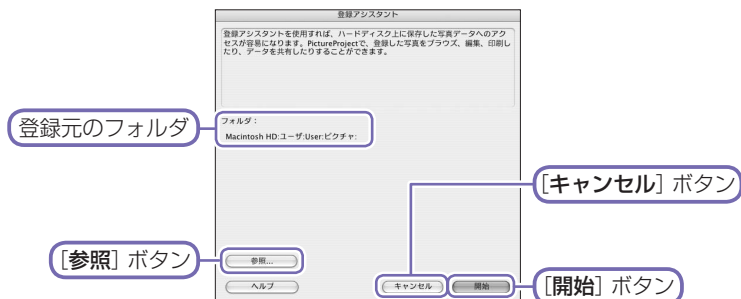 登録アシスタント
登録アシスタントを使用すれば、ハードディスク上に保存した写真データへのアク
セスが容易になります。PictureProjectで、登録した写真をブラウズ、編集、印刷し
たり、データを共有したりすることができます。
登録元のフォルダ
フォルダ：
Macintosh HD:ユーザ:User:ピクチャ:
[キャンセル] ボタン
[参照] ボタン
参照...
ヘルプ
キャンセル
開始
[開始] ボタン